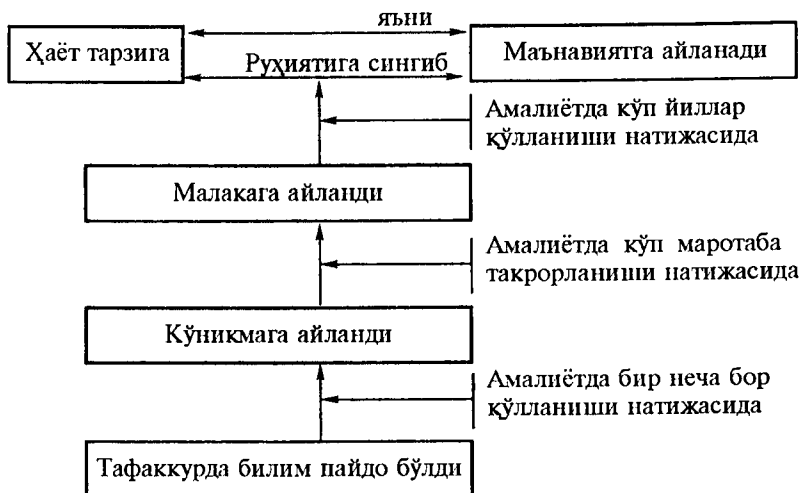 яъни
Ҳаёт тарзига
Руҳиятига сингиб
Маънавиятга айланади
Амалиётда кўп йиллар
қўлланиши натижасида
Малакага айланди
Амалиётда кўп маротаба
такрорланиши натижасида
Кўникмага айланди
Амалиётда бир неча бор
қўлланиши натижасида
Тафаккурда билим пайдо бўлди